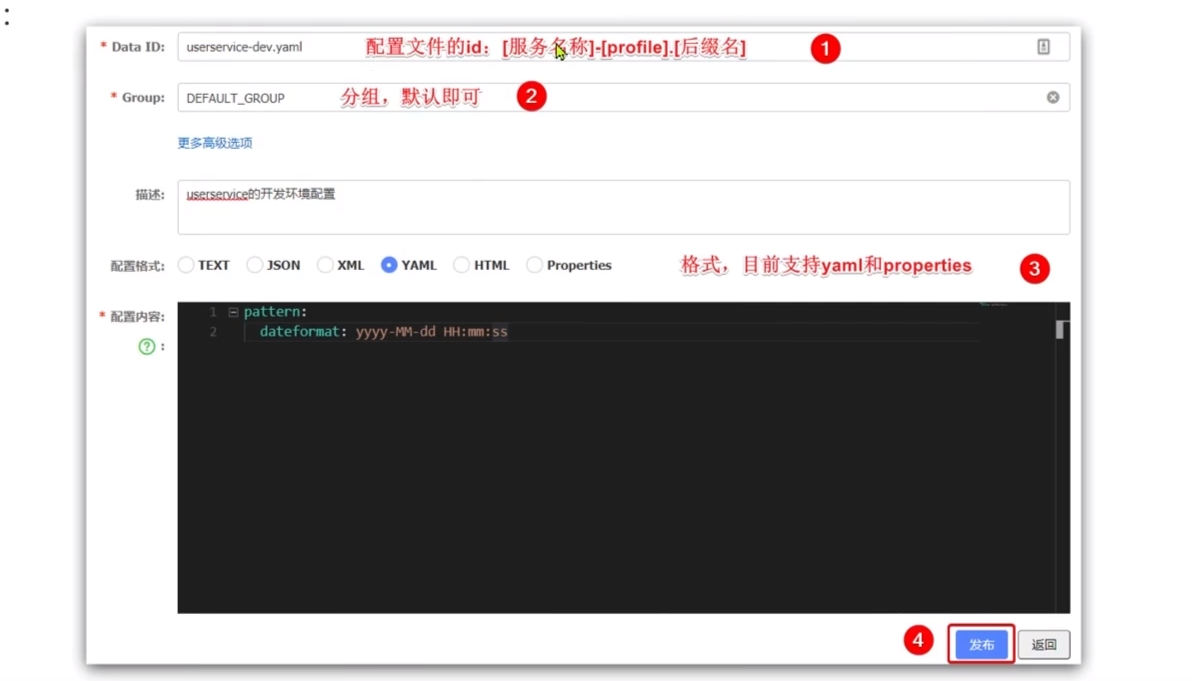 :
* Data ID: userservice-dev.yaml 配置文件的id：[服务名称]-[profile].[后缀名] 1
* Group: DEFAULT_GROUP 分组，默认即可 2
更多高级选项
描述: userservice的开发环境配置
配置格式: TEXT JSON XML YAML HTML Properties 格式，目前支持yaml和properties 3
* 配置内容: 1 pattern:
? : 2 dateformat: yyyy-MM-dd HH:mm:ss
4 发布 返回